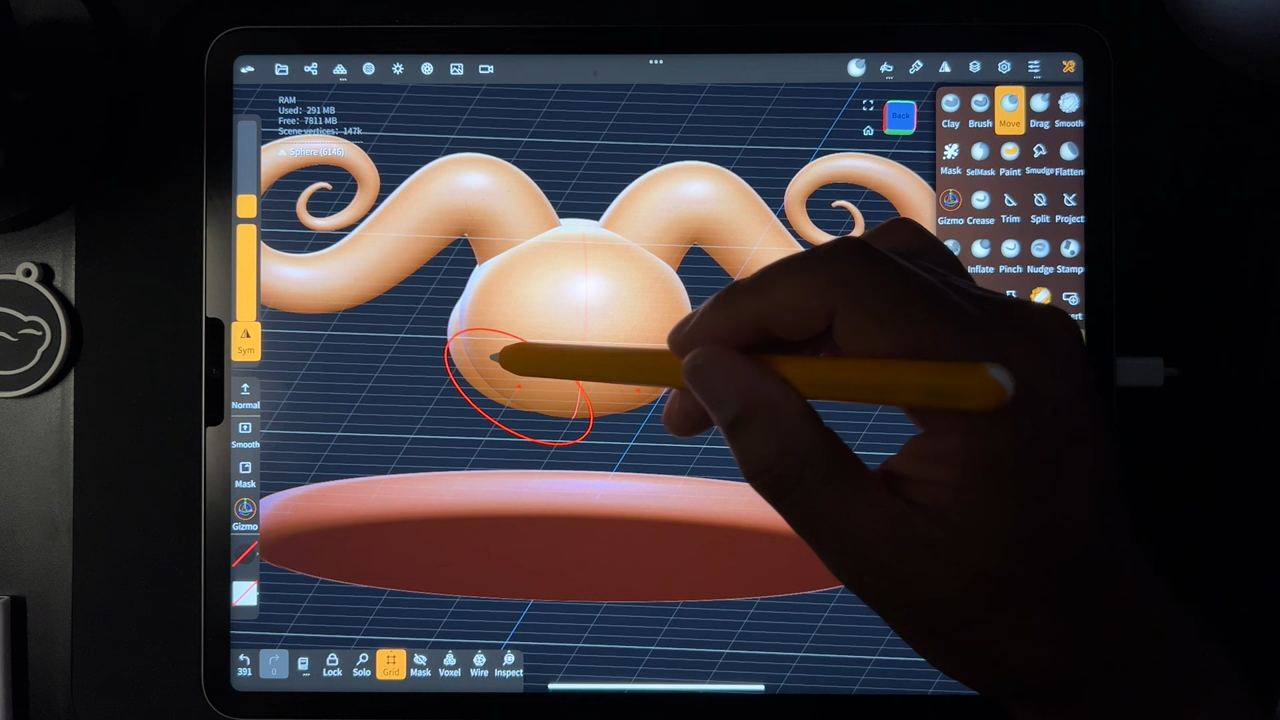 RAM
Used: 291 MB
Free: 7811 MB
Scene vertices: 147k
Sphere (6146)
Back
Clay Brush Move Drag Smooth
Mask SelMask Paint Smudge Flatten
Gizmo Crease Trim Split Project
Inflate Pinch Nudge Stamp
Sym
Normal
Smooth
Mask
Gizmo
391 0 Lock Solo Grid Mask Voxel Wire Inspect